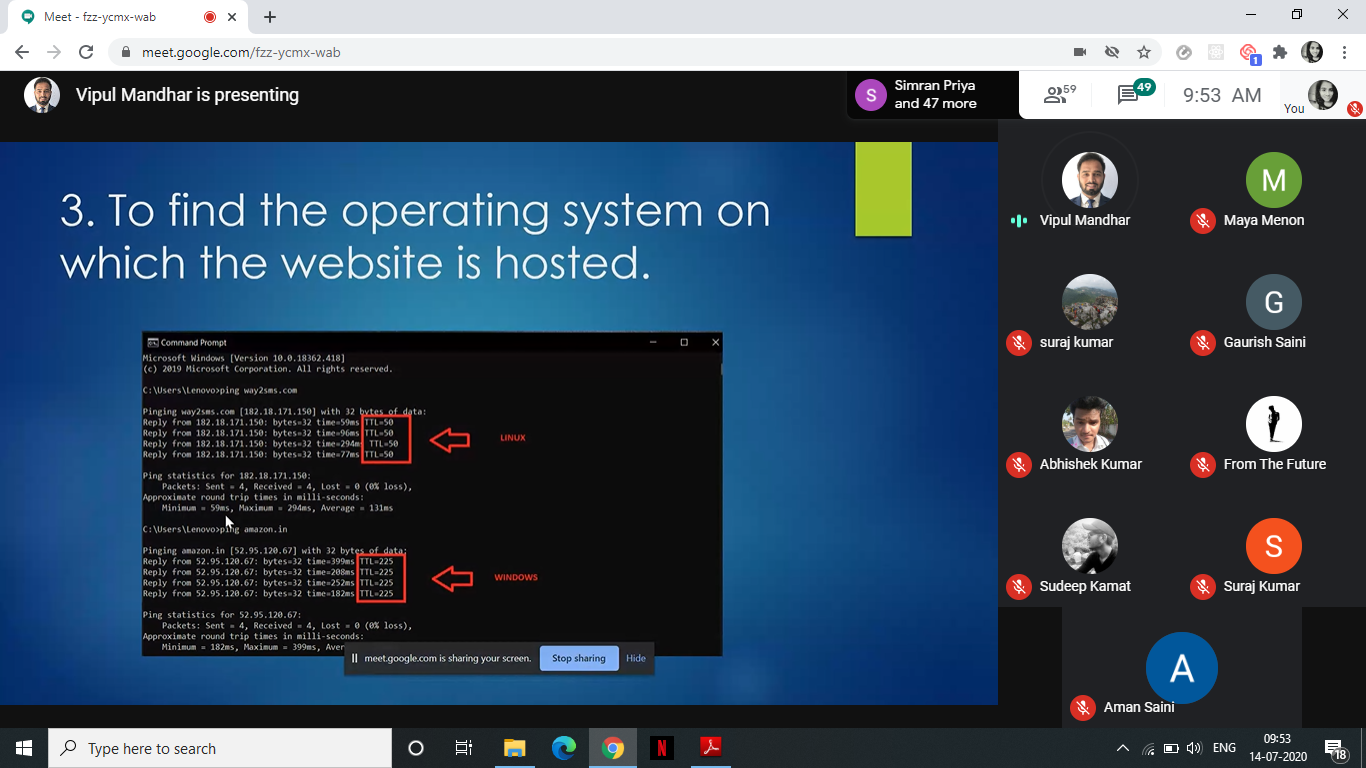 Meet - fzz-ycmx-wab
meet.google.com/fzz-ycmx-wab
1
Vipul Mandhar is presenting
S
Simran Priya
and 47 more
59
49
9:53 AM
You
3. To find the operating system on
which the website is hosted.
Command Prompt
Microsoft Windows [Version 10.0.18362.418]
(c) 2019 Microsoft Corporation. All rights reserved.
C:\Users\Lenovo>ping way2sms.com
Pinging way2sms.com [182.18.171.150] with 32 bytes of data:
Reply from 182.18.171.150: bytes=32 time=59ms TTL=50
Reply from 182.18.171.150: bytes=32 time=96ms TTL=50
Reply from 182.18.171.150: bytes=32 time=294ms TTL=50
Reply from 182.18.171.150: bytes=32 time=77ms TTL=50
LINUX
Ping statistics for 182.18.171.150:
Packets: Sent = 4, Received = 4, Lost = 0 (0% loss),
Approximate round trip times in milli-seconds:
Minimum = 59ms, Maximum = 294ms, Average = 131ms
C:\Users\Lenovo>ping amazon.in
Pinging amazon.in [52.95.120.67] with 32 bytes of data:
Reply from 52.95.120.67: bytes=32 time=399ms TTL=225
Reply from 52.95.120.67: bytes=32 time=208ms TTL=225
Reply from 52.95.120.67: bytes=32 time=252ms TTL=225
Reply from 52.95.120.67: bytes=32 time=182ms TTL=225
WINDOWS
Ping statistics for 52.95.120.67:
Packets: Sent = 4, Received = 4, Lost = 0 (0% loss),
Approximate round trip times in milli-seconds:
Minimum = 182ms, Maximum = 399ms,
meet.google.com is sharing your screen. Stop sharing Hide
Vipul Mandhar
M
Maya Menon
suraj kumar
G
Gaurish Saini
Abhishek Kumar
From The Future
Sudeep Kamat
S
Suraj Kumar
A
Aman Saini
Type here to search
N
ENG
09:53
14-07-2020
18